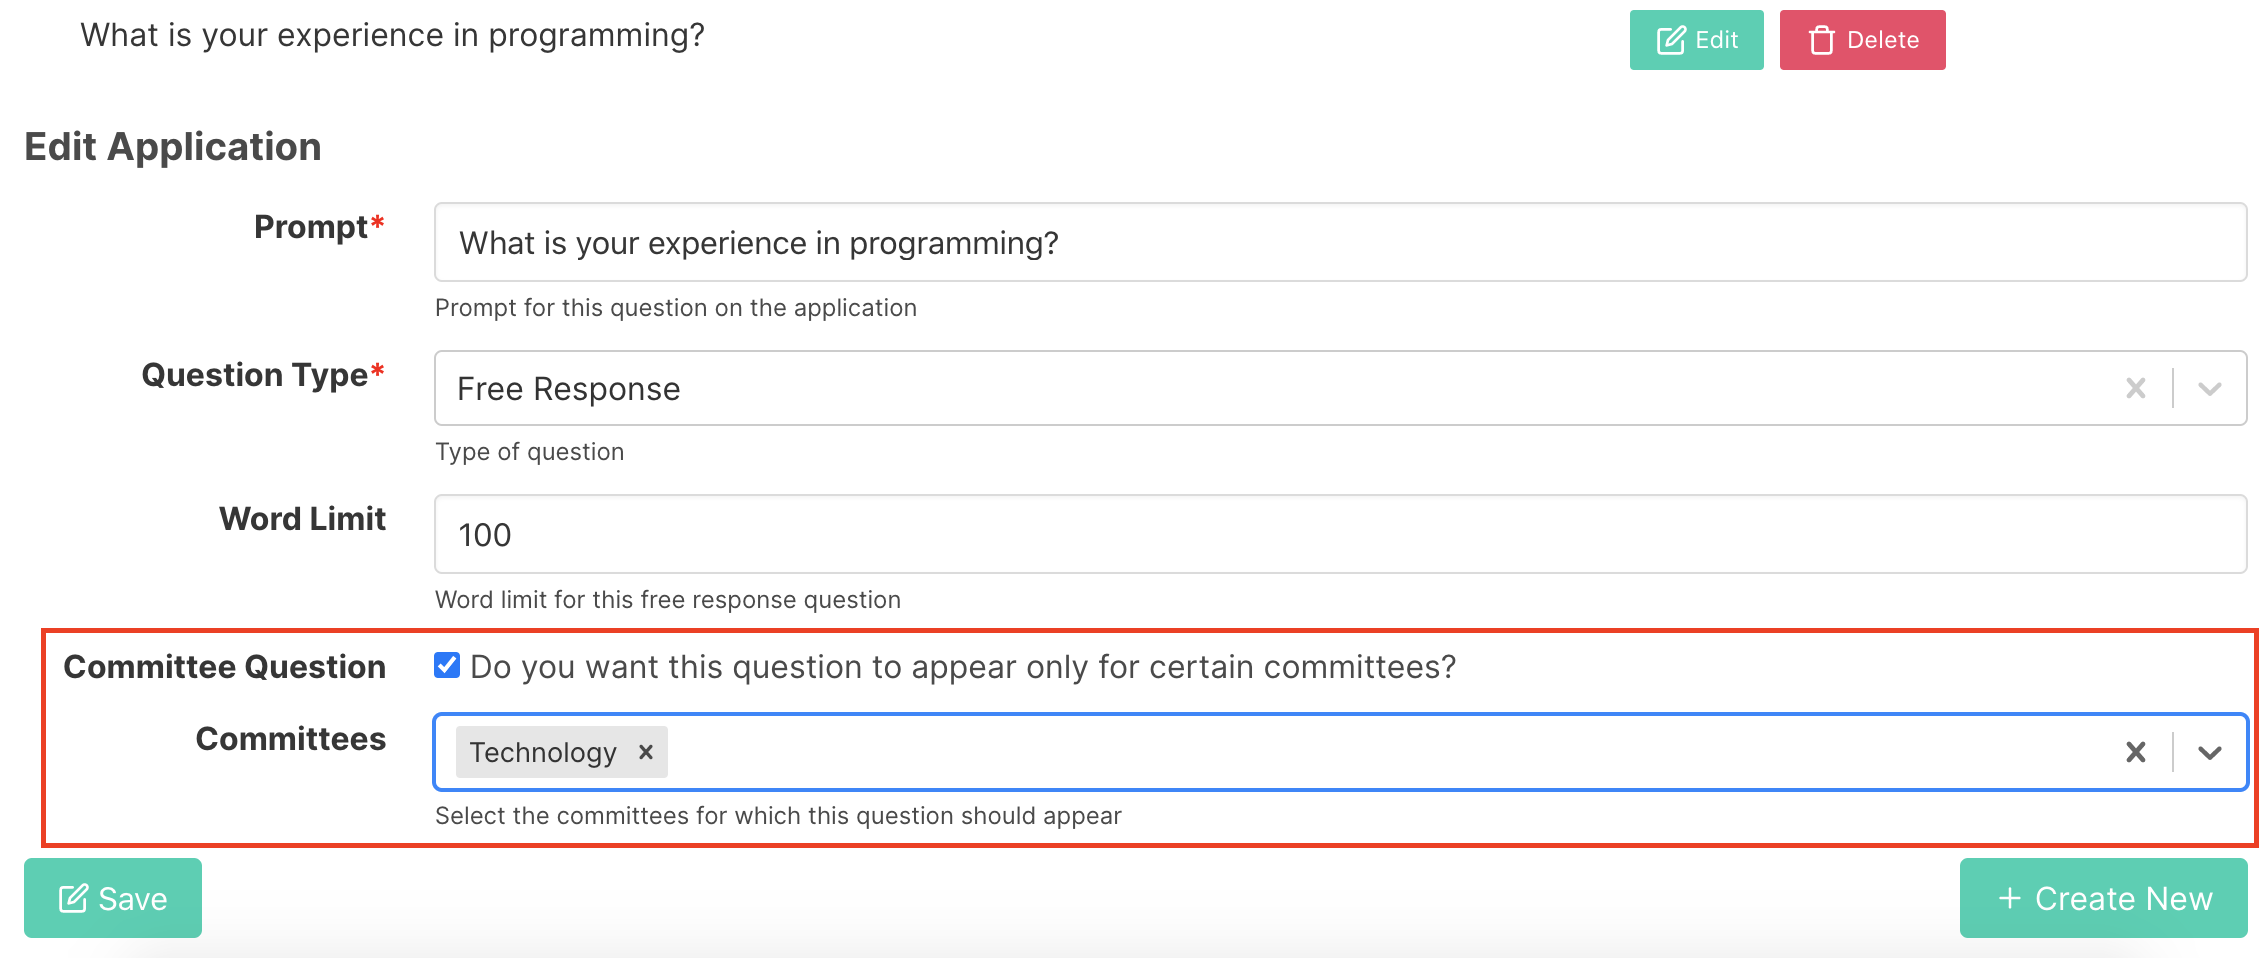 What is your experience in programming?
Edit Delete
Edit Application
Prompt*
What is your experience in programming?
Prompt for this question on the application
Question Type*
Free Response
Type of question
Word Limit
100
Word limit for this free response question
Committee Question
Do you want this question to appear only for certain committees?
Committees
Technology
Select the committees for which this question should appear
Save
+ Create New